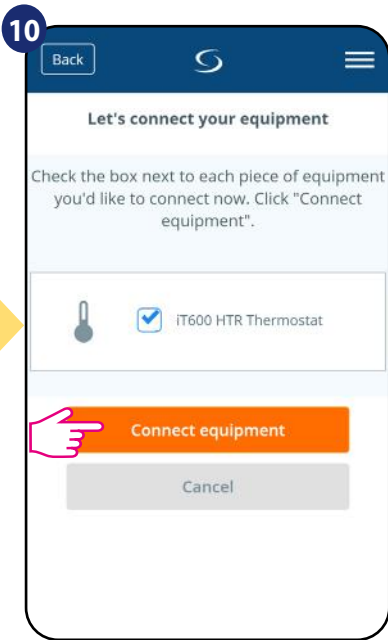 10
Back
Let's connect your equipment
Check the box next to each piece of equipment
you'd like to connect now. Click "Connect
equipment".
iT600 HTR Thermostat
Connect equipment
Cancel